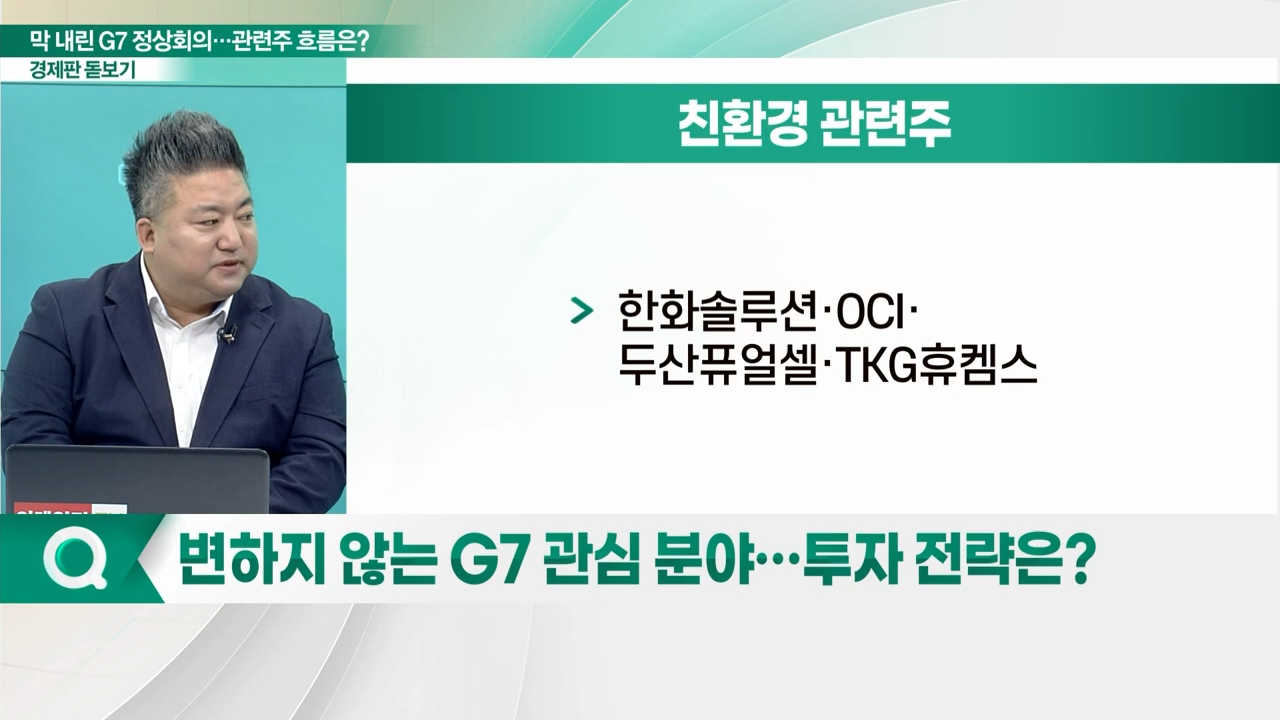 막 내린 G7 정상회의…관련주 흐름은?
경제판 돋보기
친환경 관련주
> 한화솔루션·OCI·
두산퓨얼셀·TKG휴켐스
변하지 않는 G7 관심 분야…투자 전략은?